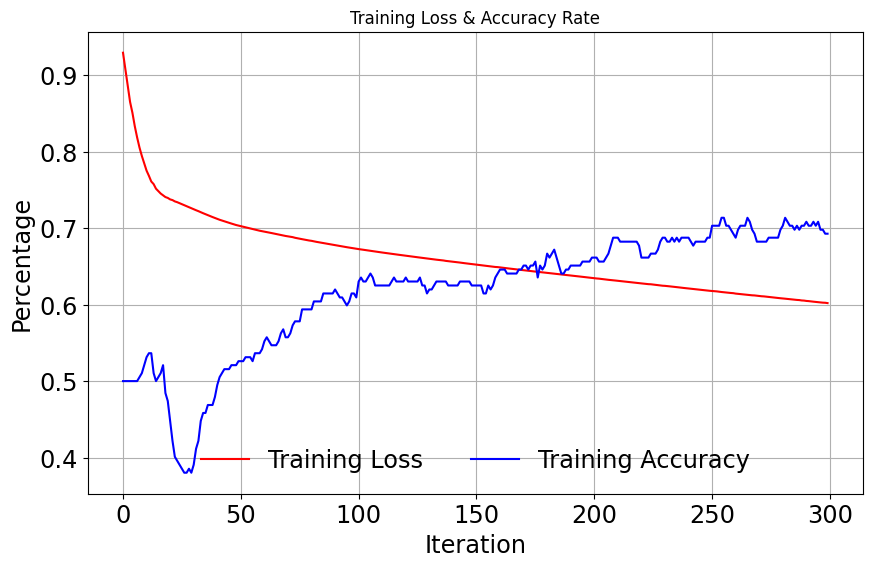 Training Loss & Accuracy Rate
0.9
0.8
0.7
0.6
0.5
0.4
Percentage
Training Loss Training Accuracy
0 50 100 150 200 250 300
Iteration